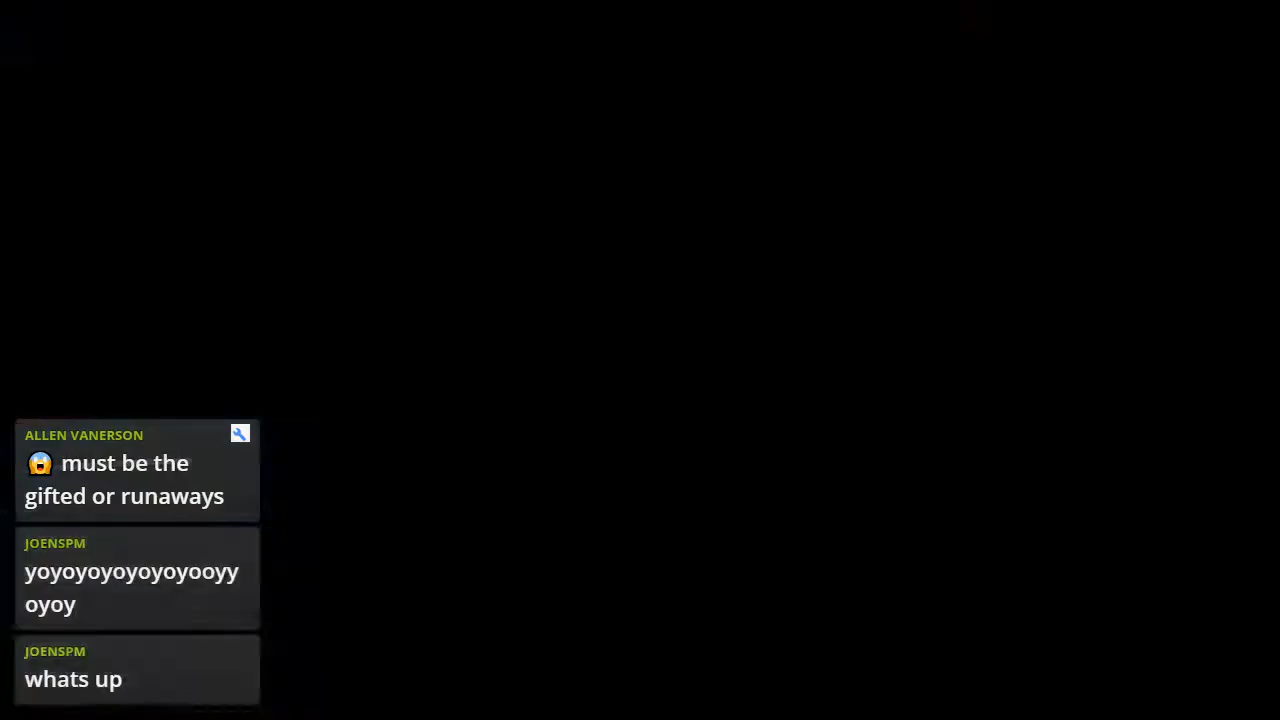 ALLEN VANERSON
😱 must be the
gifted or runaways
JOENSPM
yoyoyoyoyoyoyooyy
oyoy
JOENSPM
whats up